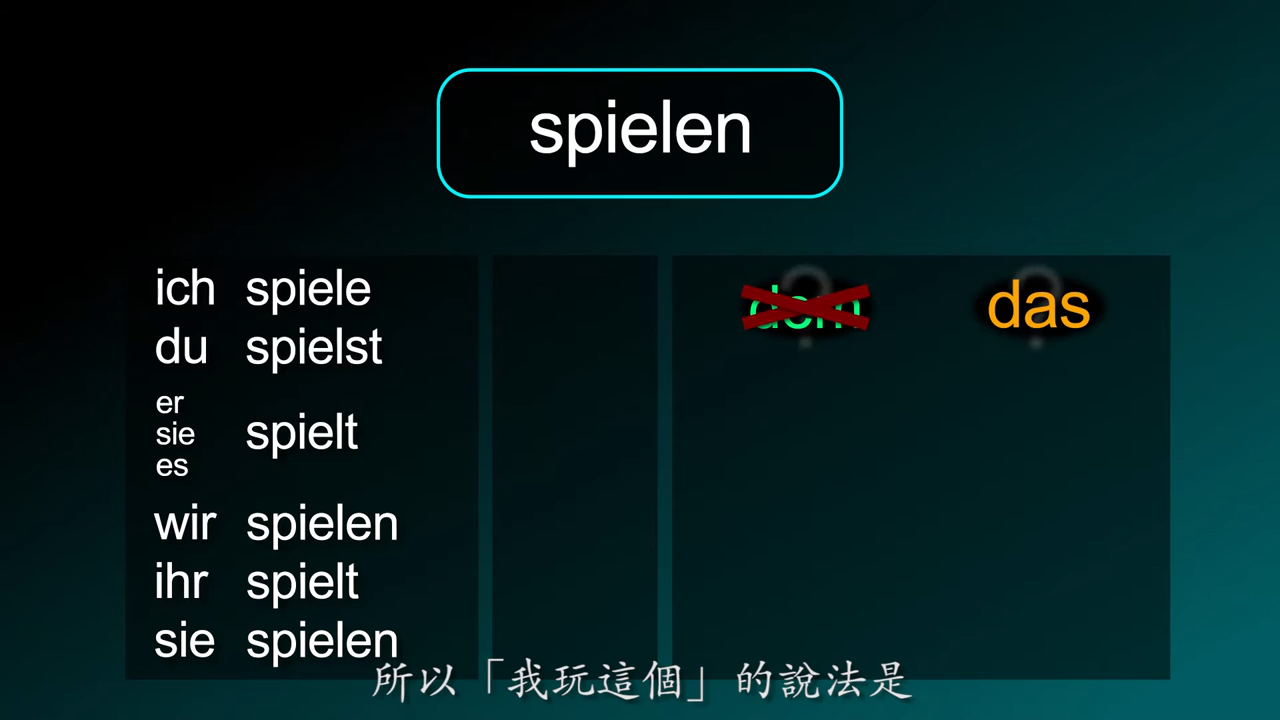 spielen
ich spiele
du spielst
er
sie
es
spielt
wir spielen
ihr spielt
sie spielen
dem
das
所以「我玩這個」的說法是